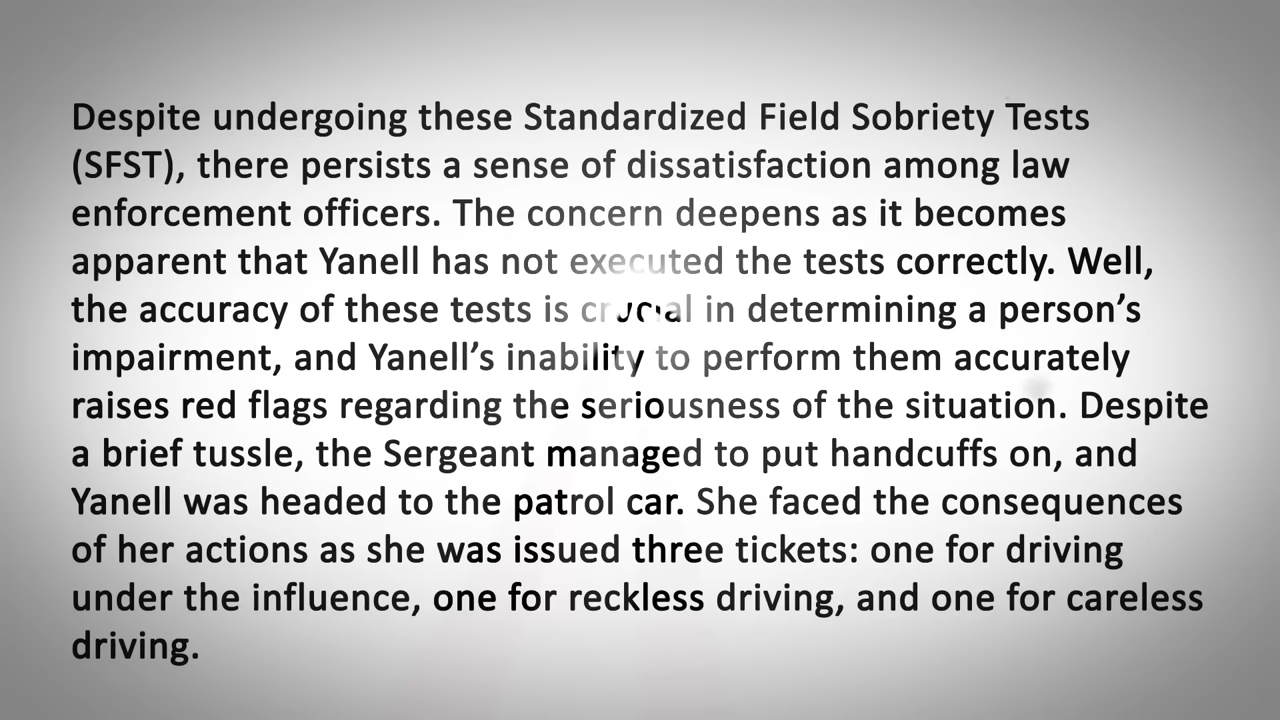 Despite undergoing these Standardized Field Sobriety Tests
(SFST), there persists a sense of dissatisfaction among law
enforcement officers. The concern deepens as it becomes
apparent that Yanell has not executed the tests correctly. Well,
the accuracy of these tests is crucial in determining a person’s
impairment, and Yanell’s inability to perform them accurately
raises red flags regarding the seriousness of the situation. Despite
a brief tussle, the Sergeant managed to put handcuffs on, and
Yanell was headed to the patrol car. She faced the consequences
of her actions as she was issued three tickets: one for driving
under the influence, one for reckless driving, and one for careless
driving.